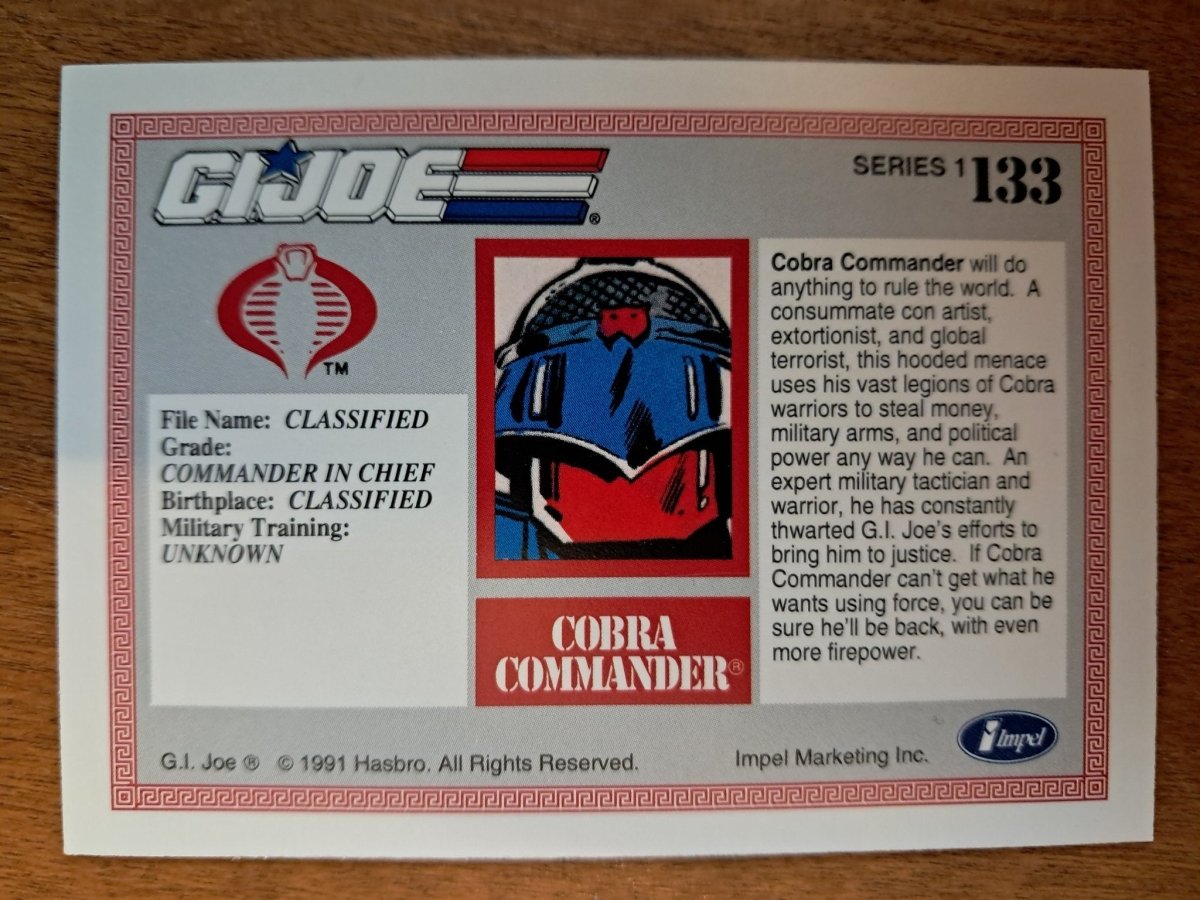 GI JOE®
SERIES 1 133
TM
File Name: CLASSIFIED
Grade:
COMMANDER IN CHIEF
Birthplace: CLASSIFIED
Military Training:
UNKNOWN
COBRA
COMMANDER®
Cobra Commander will do
anything to rule the world. A
consummate con artist,
extortionist, and global
terrorist, this hooded menace
uses his vast legions of Cobra
warriors to steal money,
military arms, and political
power any way he can. An
expert military tactician and
warrior, he has constantly
thwarted G.I. Joe's efforts to
bring him to justice. If Cobra
Commander can't get what he
wants using force, you can be
sure he'll be back, with even
more firepower.
G.I. Joe ® © 1991 Hasbro. All Rights Reserved.
Impel Marketing Inc.
Impel